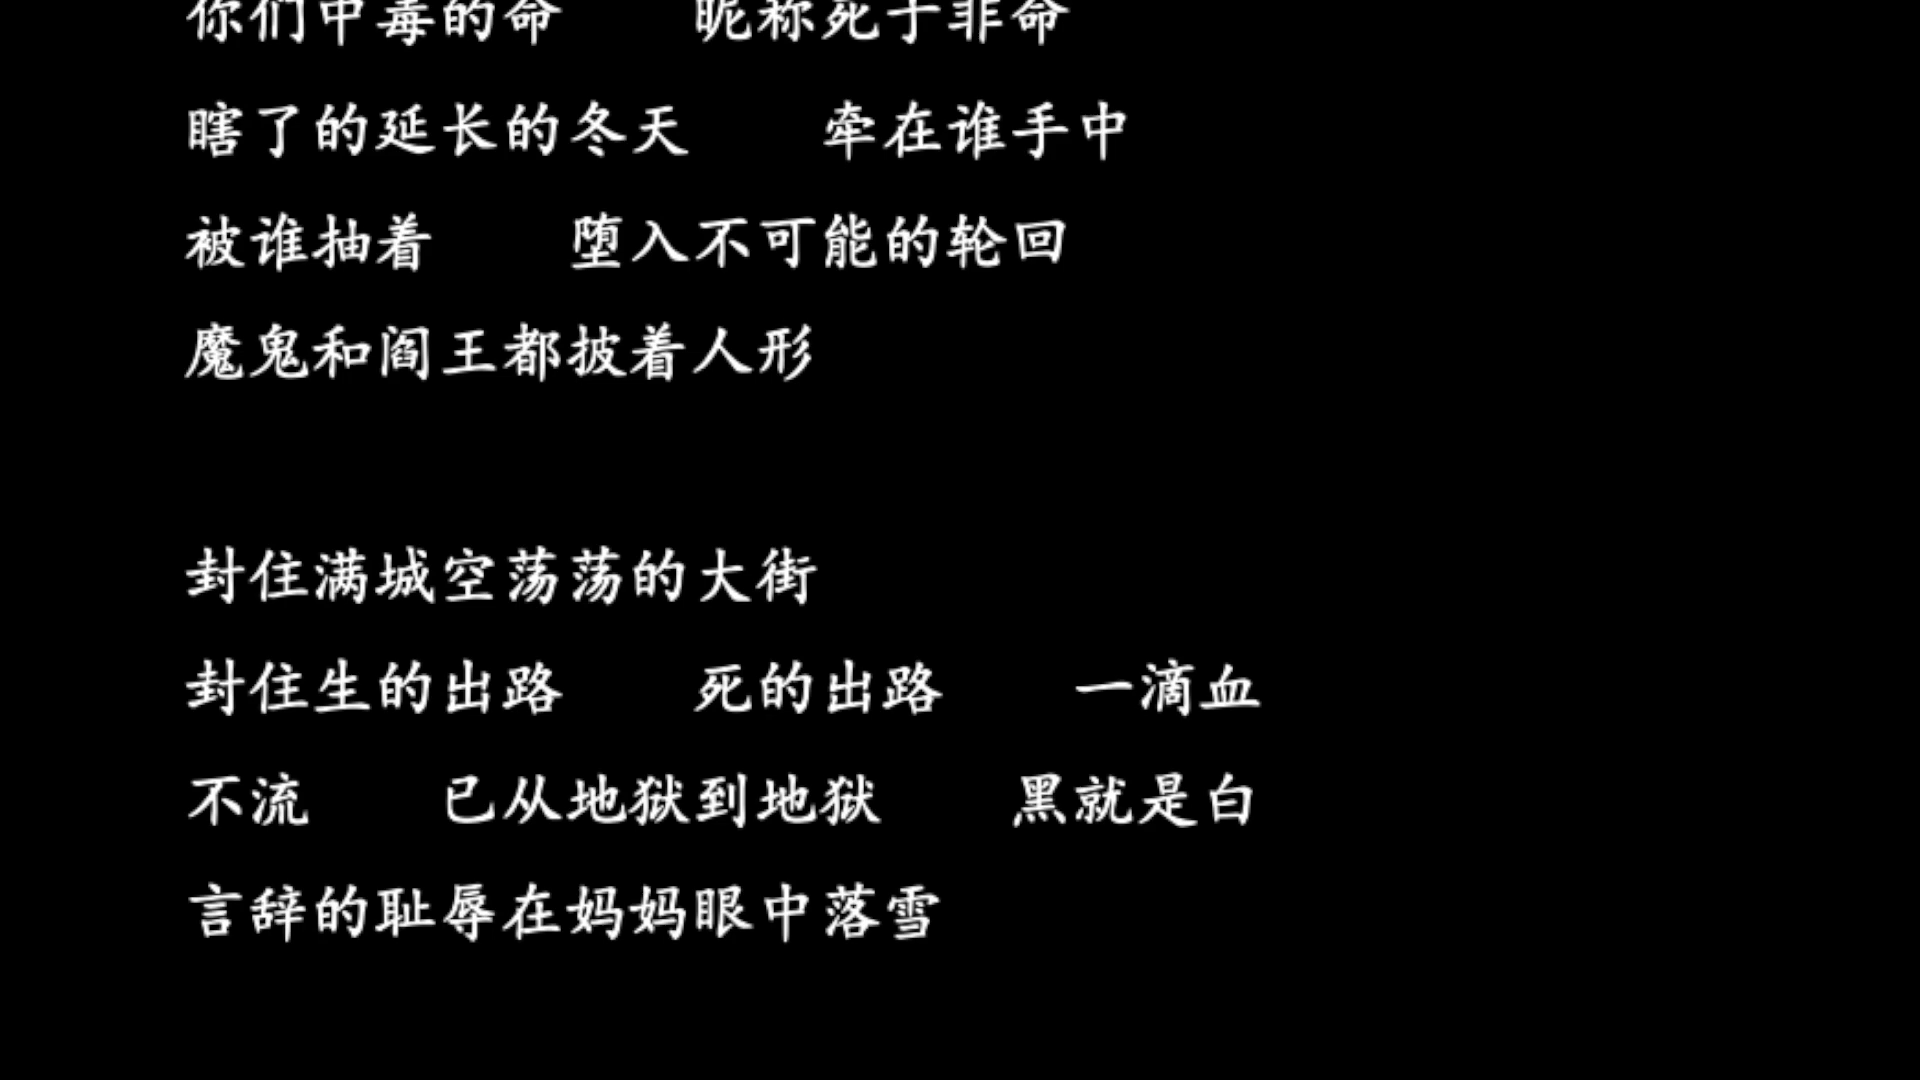 你们中毒的命　　昵称死于非命
瞎了的延长的冬天　　牵在谁手中
被谁抽着　　堕入不可能的轮回
魔鬼和阎王都披着人形
封住满城空荡荡的大街
封住生的出路　　死的出路　　一滴血
不流　　已从地狱到地狱　　黑就是白
言辞的耻辱在妈妈眼中落雪